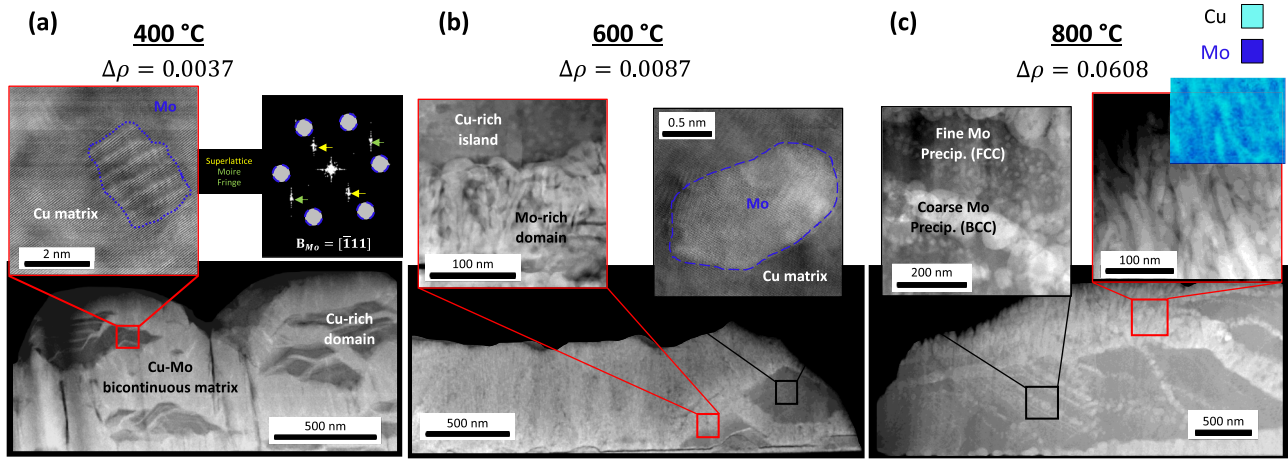 (a)
400 °C
Δρ = 0.0037
Mo
Cu matrix
2 nm
Superlattice
Moire
Fringe
B_Mo = [1̅11]
Cu-rich
domain
Cu-Mo
bicontinuous matrix
500 nm
(b)
600 °C
Δρ = 0.0087
Cu-rich
island
Mo-rich
domain
100 nm
0.5 nm
Mo
Cu matrix
500 nm
(c)
800 °C
Δρ = 0.0608
Cu
Mo
Fine Mo
Precip. (FCC)
Coarse Mo
Precip. (BCC)
200 nm
100 nm
500 nm